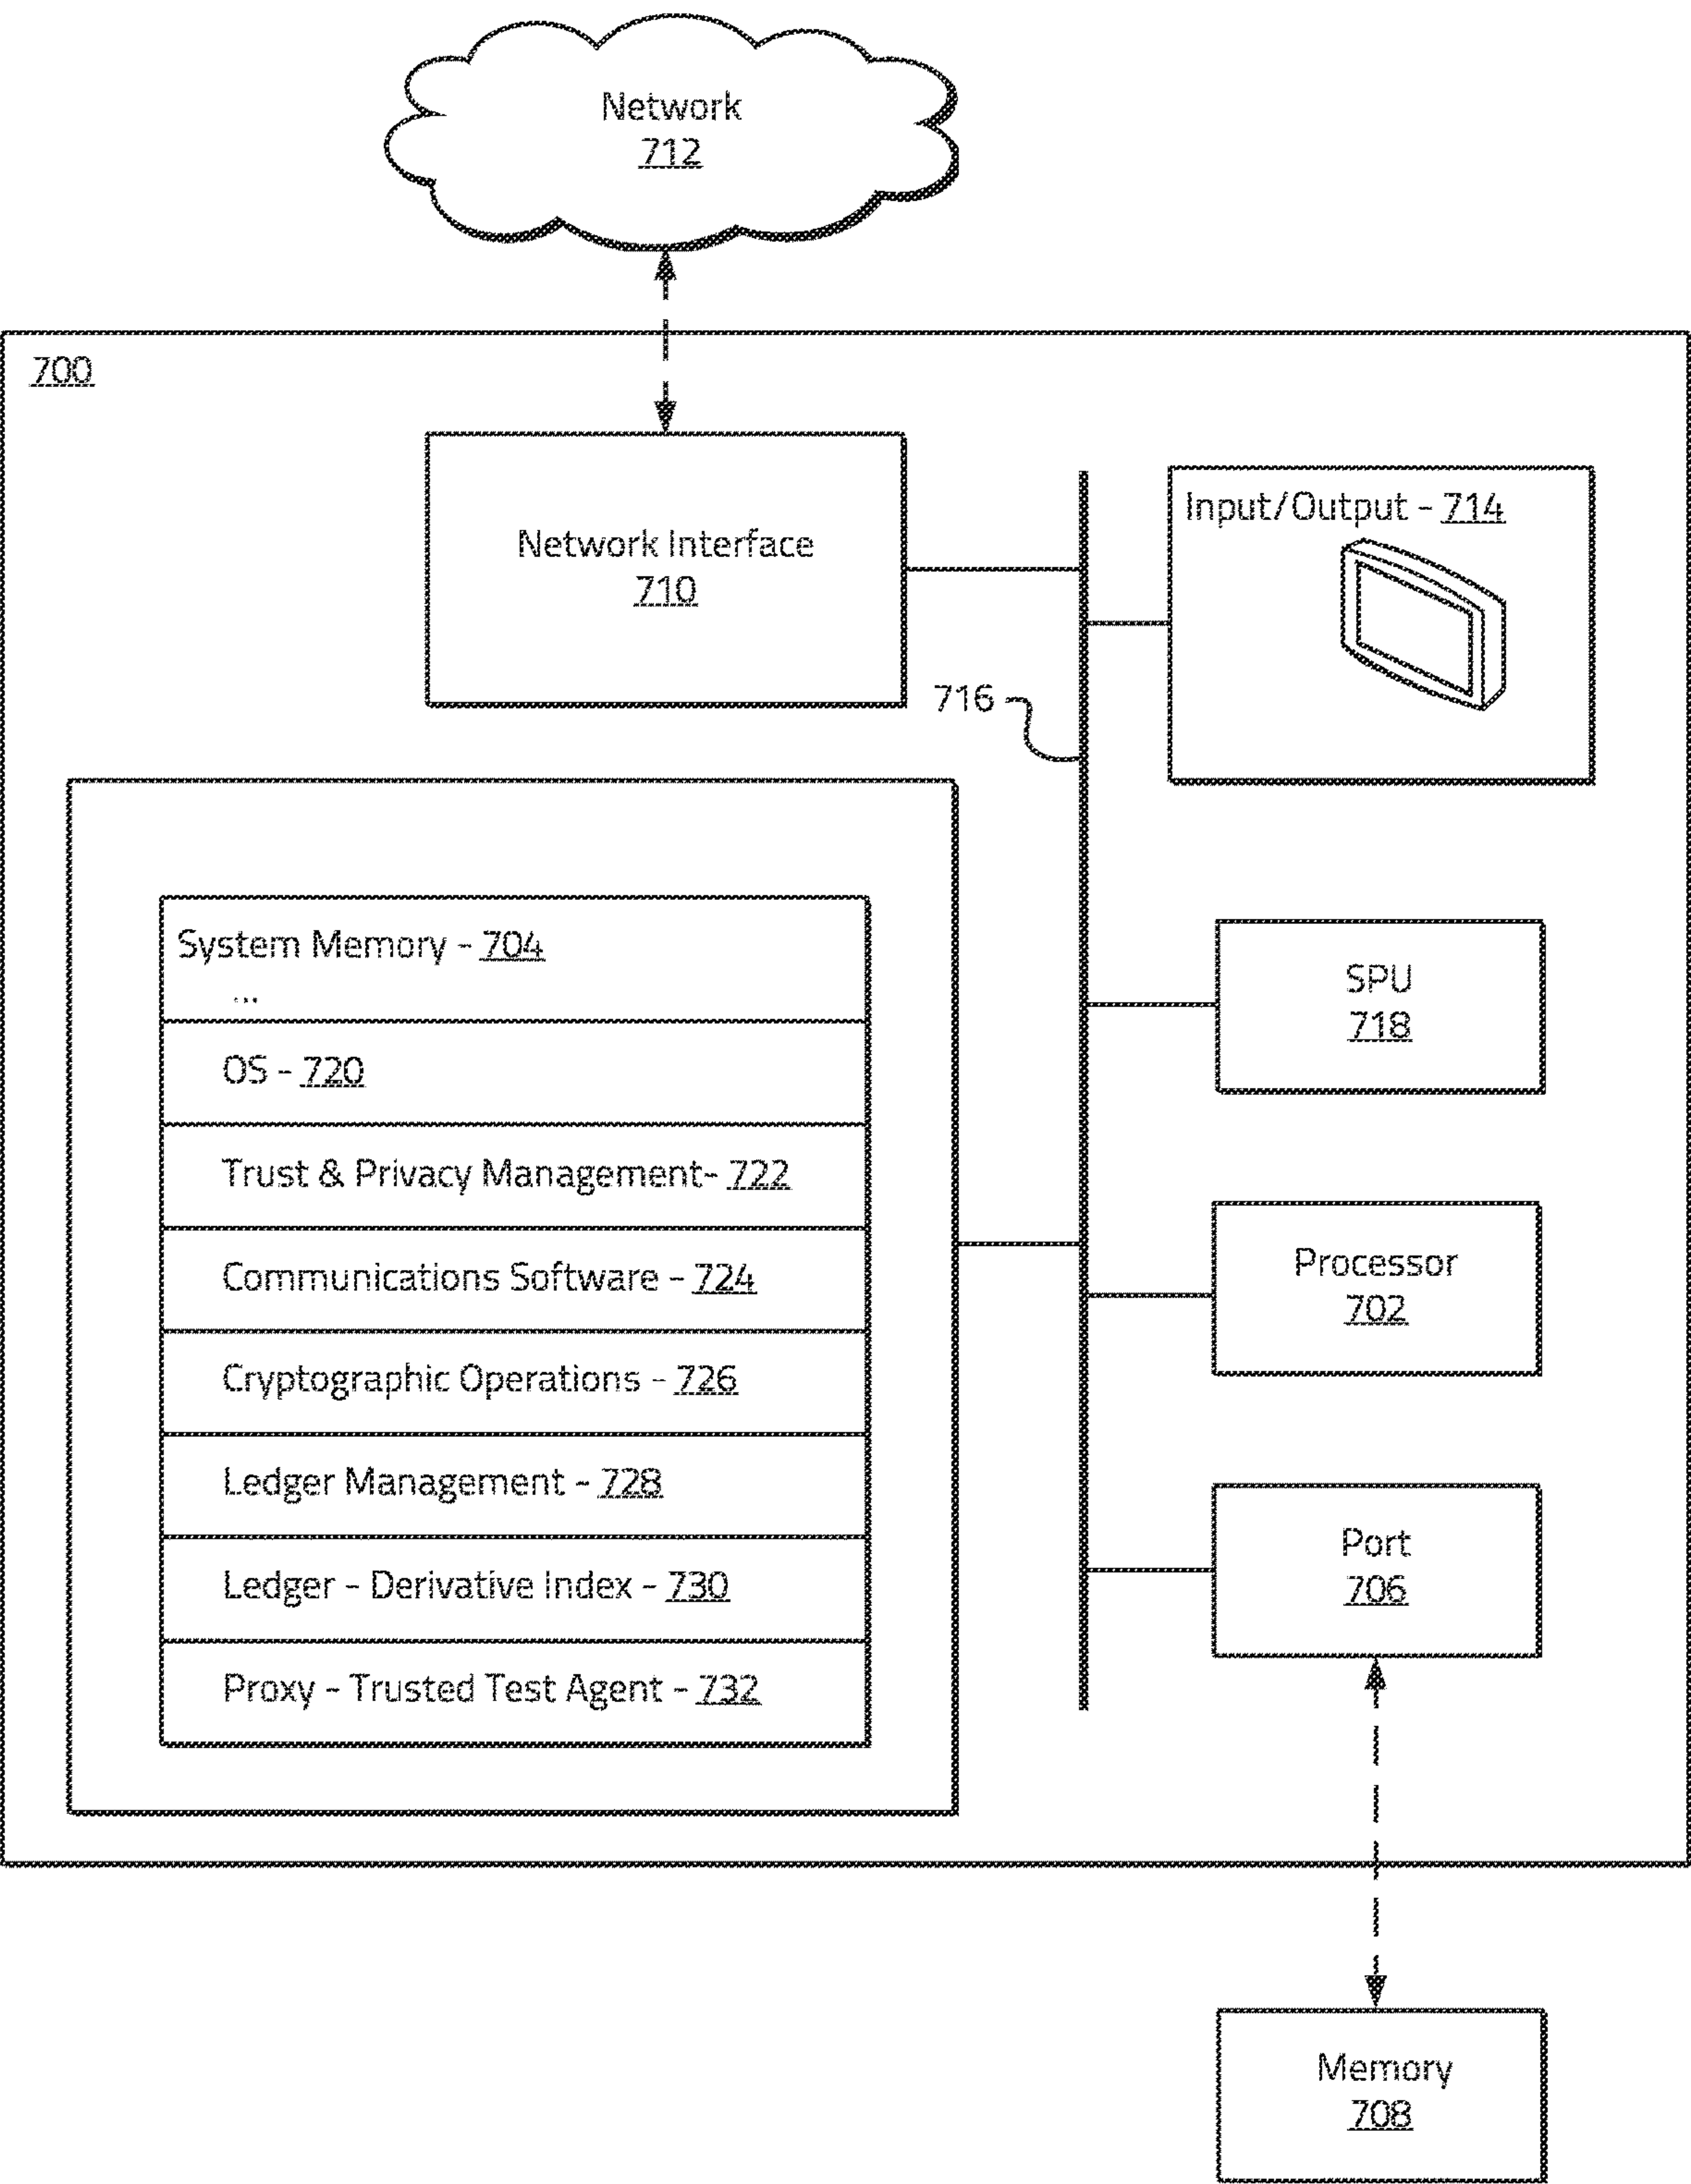 Network
712
700
Network Interface
710
Input/Output - 714
716
System Memory - 704
...
OS - 720
Trust & Privacy Management- 722
Communications Software - 724
Cryptographic Operations - 726
Ledger Management - 728
Ledger - Derivative Index - 730
Proxy - Trusted Test Agent - 732
SPU
718
Processor
702
Port
706
Memory
708